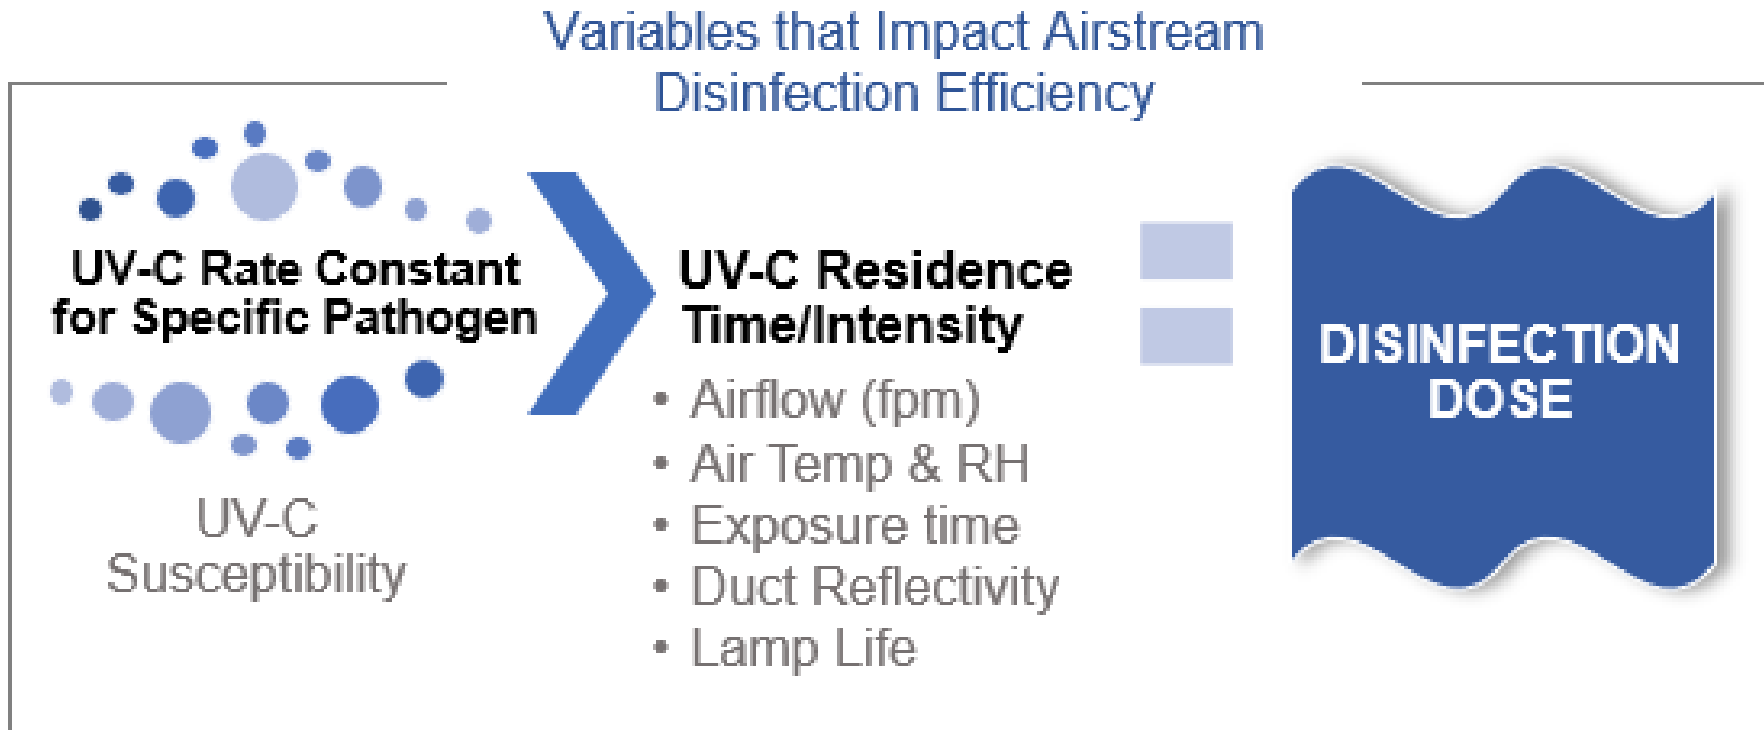 Variables that Impact Airstream
Disinfection Efficiency
UV-C Rate Constant
for Specific Pathogen
UV-C
Susceptibility
UV-C Residence
Time/Intensity
• Airflow (fpm)
• Air Temp & RH
• Exposure time
• Duct Reflectivity
• Lamp Life
DISINFECTION
DOSE